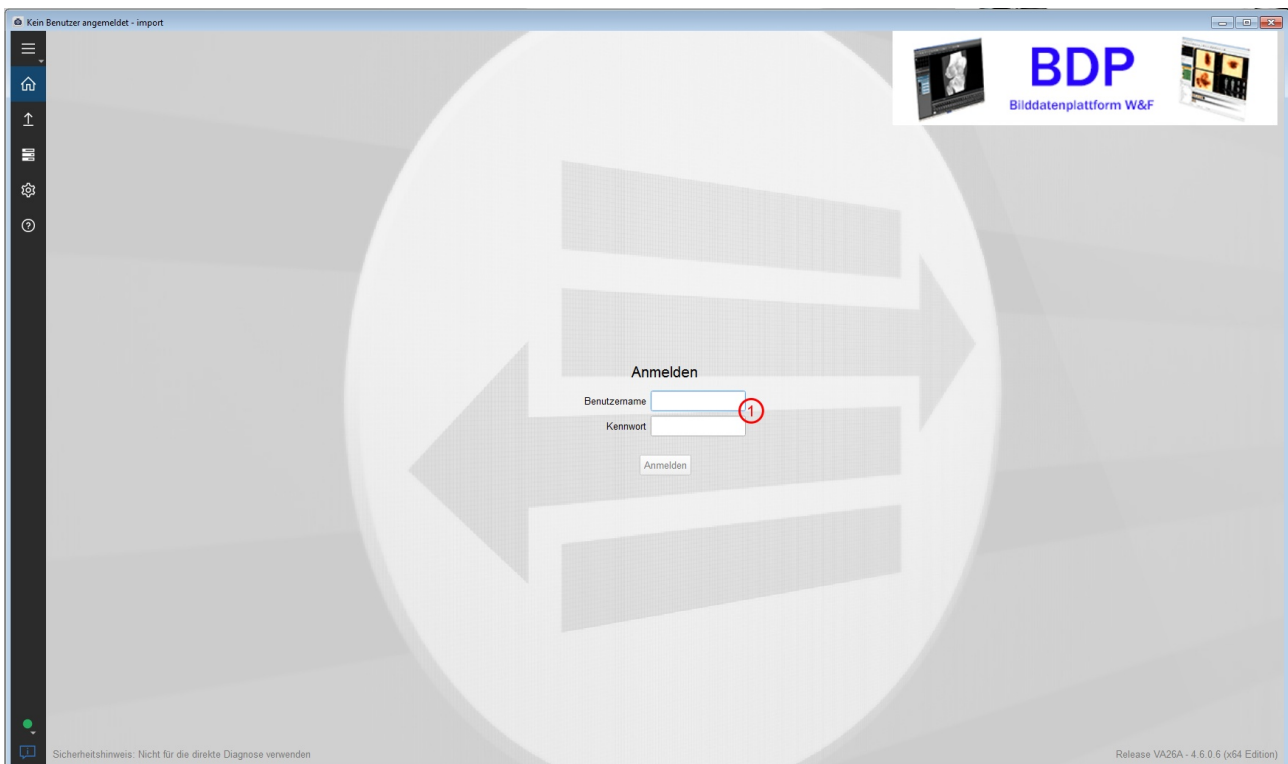 Kein Benutzer angemeldet - import
BDP
Bilddatenplattform W&F
Anmelden
Benutzername
1
Kennwort
Anmelden
Sicherheitshinweis: Nicht für die direkte Diagnose verwenden
Release VA26A - 4.6.0.6 (x64 Edition)